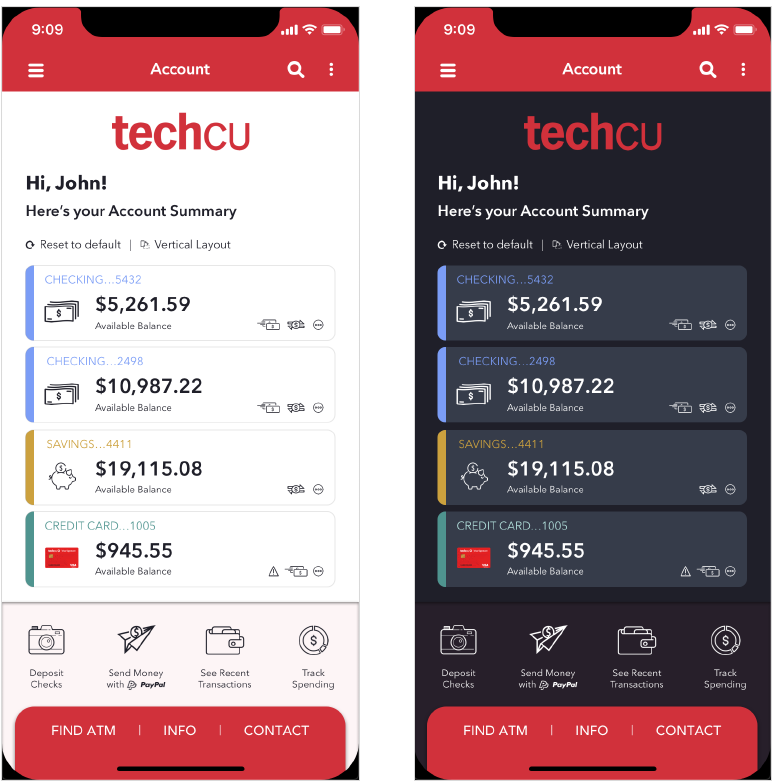 9:09
Account
techcu
Hi, John!
Here's your Account Summary
Reset to default | Vertical Layout
CHECKING...5432
$5,261.59
Available Balance
CHECKING...2498
$10,987.22
Available Balance
SAVINGS...4411
$19,115.08
Available Balance
CREDIT CARD...1005
$945.55
Available Balance
Deposit Checks
Send Money with PayPal
See Recent Transactions
Track Spending
FIND ATM | INFO | CONTACT
9:09
Account
techcu
Hi, John!
Here's your Account Summary
Reset to default | Vertical Layout
CHECKING...5432
$5,261.59
Available Balance
CHECKING...2498
$10,987.22
Available Balance
SAVINGS...4411
$19,115.08
Available Balance
CREDIT CARD...1005
$945.55
Available Balance
Deposit Checks
Send Money with PayPal
See Recent Transactions
Track Spending
FIND ATM | INFO | CONTACT